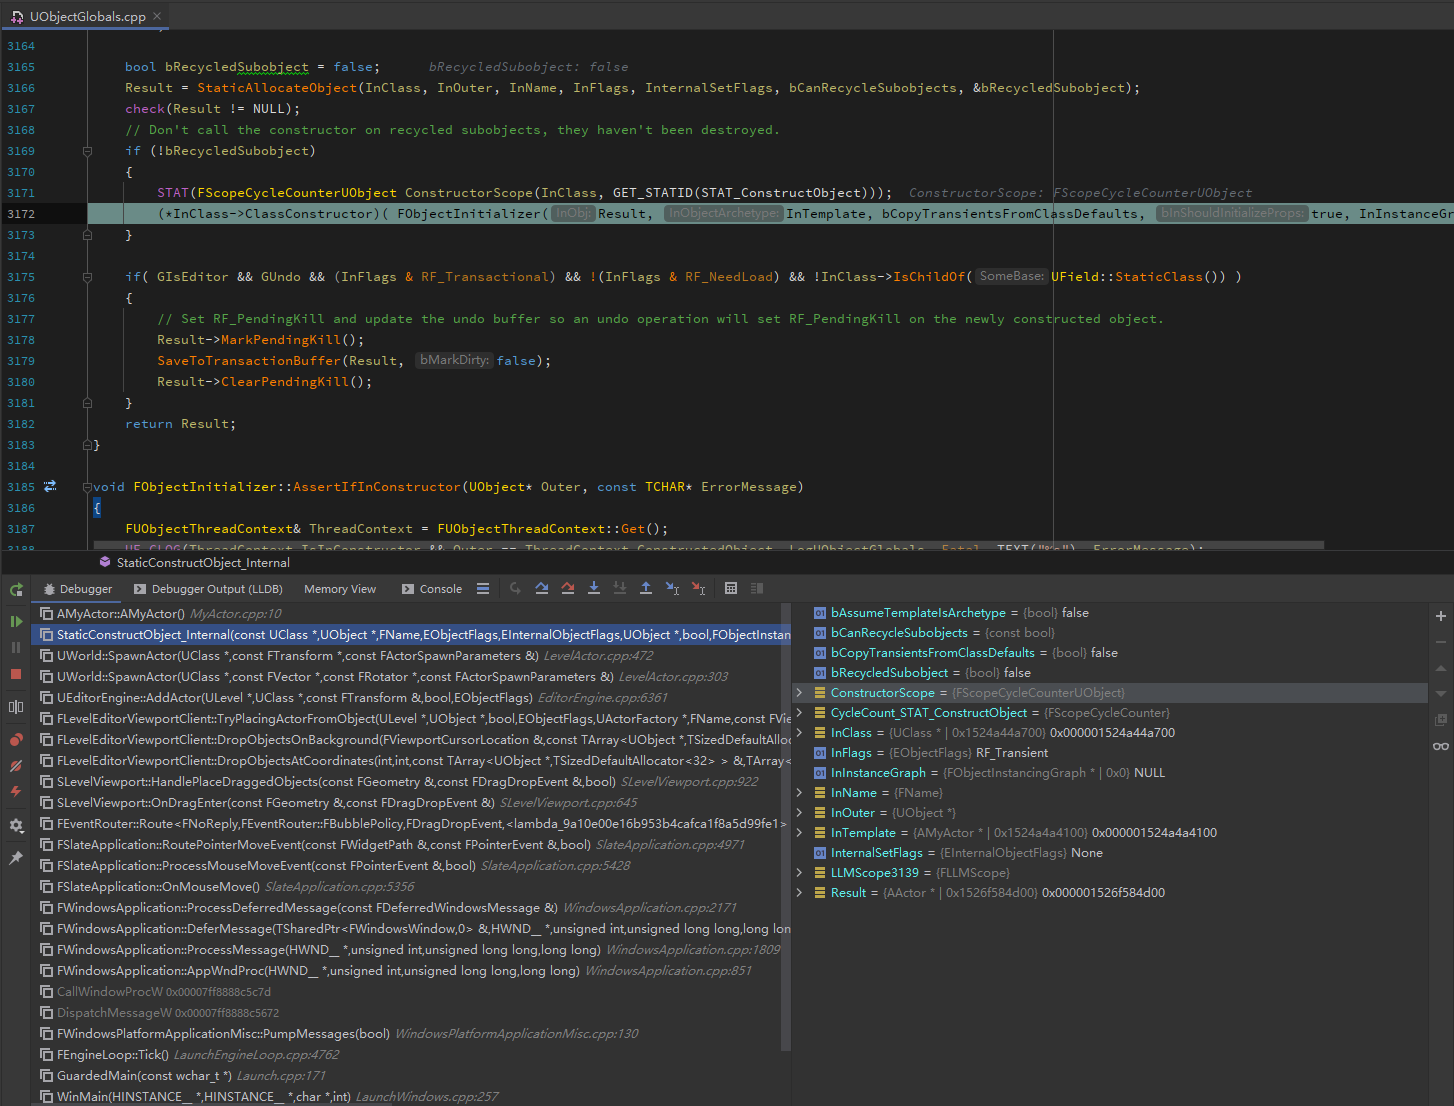 UObjectGlobals.cpp
3164
3165 bool bRecycledSubobject = false; bRecycledSubobject: false
3166 Result = StaticAllocateObject(InClass, InOuter, InName, InFlags, InternalSetFlags, bCanRecycleSubobjects, &bRecycledSubobject);
3167 check(Result != NULL);
3168 // Don't call the constructor on recycled subobjects, they haven't been destroyed.
3169 if (!bRecycledSubobject)
3170 {
3171 STAT(FScopeCycleCounterUObject ConstructorScope(InClass, GET_STATID(STAT_ConstructObject))); ConstructorScope: FScopeCycleCounterUObject
3172 (*InClass->ClassConstructor)( FObjectInitializer( InObj: Result, InObjectArchetype: InTemplate, bCopyTransientsFromClassDefaults, bInShouldInitializeProps: true, InInstanceGr
3173 }
3174
3175 if( GIsEditor && GUndo && (InFlags & RF_Transactional) && !(InFlags & RF_NeedLoad) && !InClass->IsChildOf( SomeBase: UField::StaticClass()) )
3176 {
3177 // Set RF_PendingKill and update the undo buffer so an undo operation will set RF_PendingKill on the newly constructed object.
3178 Result->MarkPendingKill();
3179 SaveToTransactionBuffer(Result, bMarkDirty: false);
3180 Result->ClearPendingKill();
3181 }
3182 return Result;
3183 }
3184
3185 void FObjectInitializer::AssertIfInConstructor(UObject* Outer, const TCHAR* ErrorMessage)
3186 {
3187 FUObjectThreadContext& ThreadContext = FUObjectThreadContext::Get();
3188 UE_CLOG(ThreadContext.IsInConstructor && Outer == ThreadContext.ConstructedObject, LogUObjectGlobals, Fatal, TEXT("%s"), ErrorMessage);
StaticConstructObject_Internal
Debugger Debugger Output (LLDB) Memory View Console
AMyActor::AMyActor() MyActor.cpp:10
StaticConstructObject_Internal(const UClass *,UObject *,FName,EObjectFlags,EInternalObjectFlags,UObject *,bool,FObjectInstan
UWorld::SpawnActor(UClass *,const FTransform *,const FActorSpawnParameters &) LevelActor.cpp:472
UWorld::SpawnActor(UClass *,const FVector *,const FRotator *,const FActorSpawnParameters &) LevelActor.cpp:303
UEditorEngine::AddActor(ULevel *,UClass *,const FTransform &,bool,EObjectFlags) EditorEngine.cpp:6361
FLevelEditorViewportClient::TryPlacingActorFromObject(ULevel *,UObject *,bool,EObjectFlags,UActorFactory *,FName,const FVie
FLevelEditorViewportClient::DropObjectsOnBackground(FViewportCursorLocation &,const TArray<UObject *,TSizedDefaultAlloc
FLevelEditorViewportClient::DropObjectsAtCoordinates(int,int,const TArray<UObject *,TSizedDefaultAllocator<32> > &,TArray<
SLevelViewport::HandlePlaceDraggedObjects(const FGeometry &,const FDragDropEvent &,bool) SLevelViewport.cpp:922
SLevelViewport::OnDragEnter(const FGeometry &,const FDragDropEvent &) SLevelViewport.cpp:645
FEventRouter::Route<FNoReply,FEventRouter::FBubblePolicy,FDragDropEvent,<lambda_9a10e00e16b953b4cafca1f8a5d99fe1>
FSlateApplication::RoutePointerMoveEvent(const FWidgetPath &,const FPointerEvent &,bool) SlateApplication.cpp:4971
FSlateApplication::ProcessMouseMoveEvent(const FPointerEvent &,bool) SlateApplication.cpp:5428
FSlateApplication::OnMouseMove() SlateApplication.cpp:5356
FWindowsApplication::ProcessDeferredMessage(const FDeferredWindowsMessage &) WindowsApplication.cpp:2171
FWindowsApplication::DeferMessage(TSharedPtr<FWindowsWindow,0> &,HWND__ *,unsigned int,unsigned long long,long lon
FWindowsApplication::ProcessMessage(HWND__ *,unsigned int,unsigned long long,long long) WindowsApplication.cpp:1809
FWindowsApplication::AppWndProc(HWND__ *,unsigned int,unsigned long long,long long) WindowsApplication.cpp:851
CallWindowProcW 0x00007ff8888c5c7d
DispatchMessageW 0x00007ff8888c5672
FWindowsPlatformApplicationMisc::PumpMessages(bool) WindowsPlatformApplicationMisc.cpp:130
FEngineLoop::Tick() LaunchEngineLoop.cpp:4762
GuardedMain(const wchar_t *) Launch.cpp:171
WinMain(HINSTANCE__ *,HINSTANCE__ *,char *,int) LaunchWindows.cpp:257
bAssumeTemplateIsArchetype = {bool} false
bCanRecycleSubobjects = {const bool}
bCopyTransientsFromClassDefaults = {bool} false
bRecycledSubobject = {bool} false
ConstructorScope = {FScopeCycleCounterUObject}
CycleCount_STAT_ConstructObject = {FScopeCycleCounter}
InClass = {UClass * | 0x1524a44a700} 0x000001524a44a700
InFlags = {EObjectFlags} RF_Transient
InInstanceGraph = {FObjectInstancingGraph * | 0x0} NULL
InName = {FName}
InOuter = {UObject *}
InTemplate = {AMyActor * | 0x1524a4a4100} 0x000001524a4a4100
InternalSetFlags = {EInternalObjectFlags} None
LLMScope3139 = {FLLMScope}
Result = {AActor * | 0x1526f584d00} 0x000001526f584d00